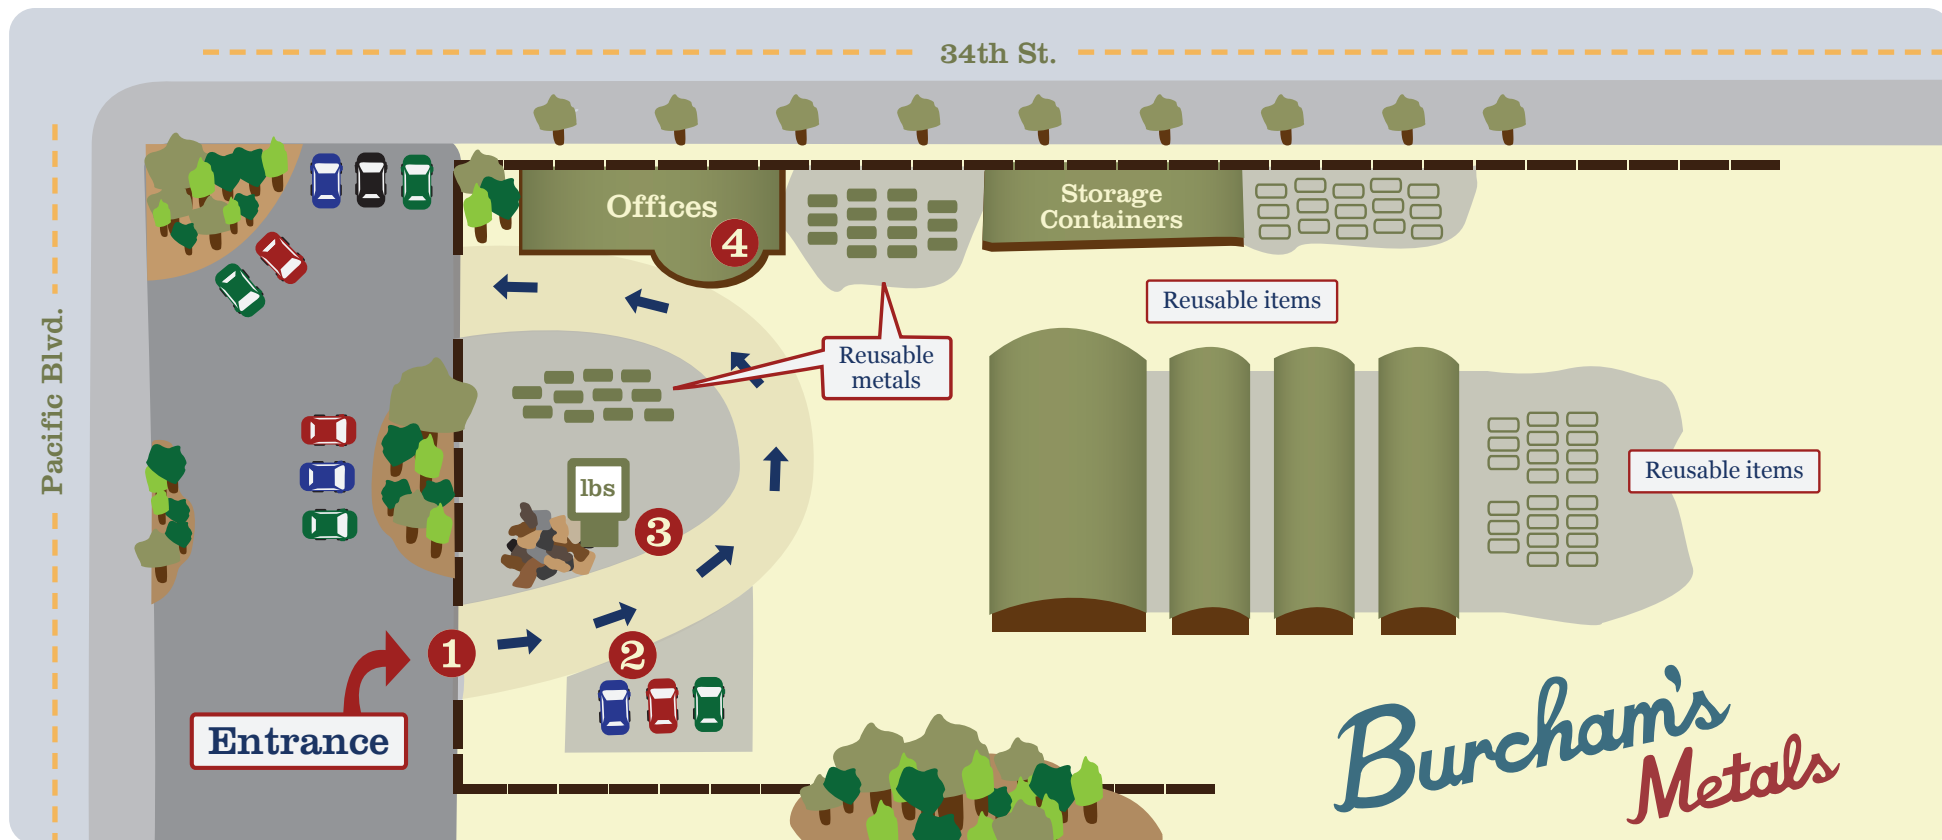 34th St.
Pacific Blvd.
Offices
4
Storage
Containers
Reusable items
Reusable
metals
lbs
3
Reusable items
1
2
Entrance
Burcham's
Metals